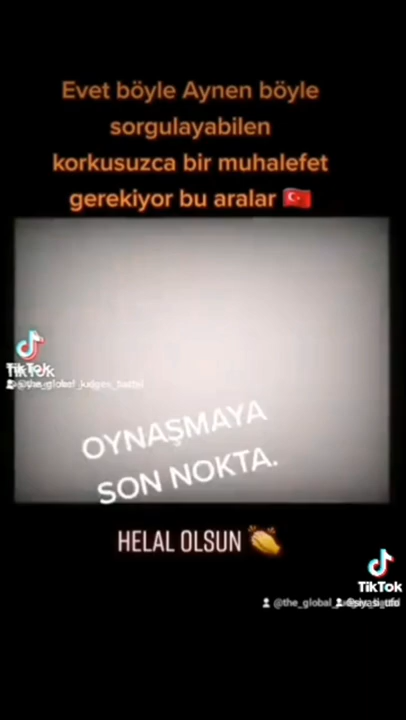 Evet böyle Aynen böyle
sorgulayabilen
korkusuzca bir muhalefet
gerekiyor bu aralar 🇹🇷
TikTok
OYNAŞMAYA
SON NOKTA.
HELAL OLSUN 👏
TikTok